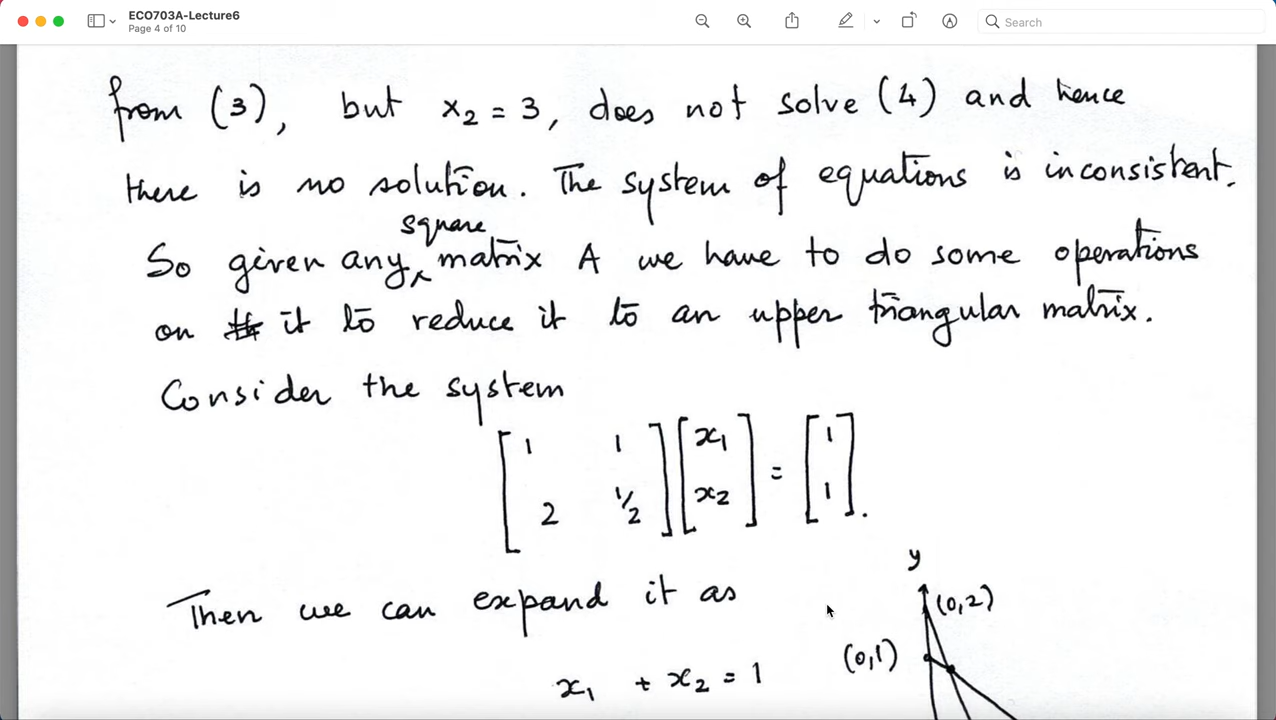 ECO703A-Lecture6
Page 4 of 10
Search
from (3), but x₂ = 3, does not solve (4) and hence
there is no solution. The system of equations is inconsistent.
square
So given any ‸ matrix A we have to do some operations
on it to reduce it to an upper triangular matrix.
Consider the system
[1 1] [x₁] = [1]
[2 1/2] [x₂] [1].
Then we can expand it as
y
(0,2)
(0,1)
x₁ + x₂ = 1